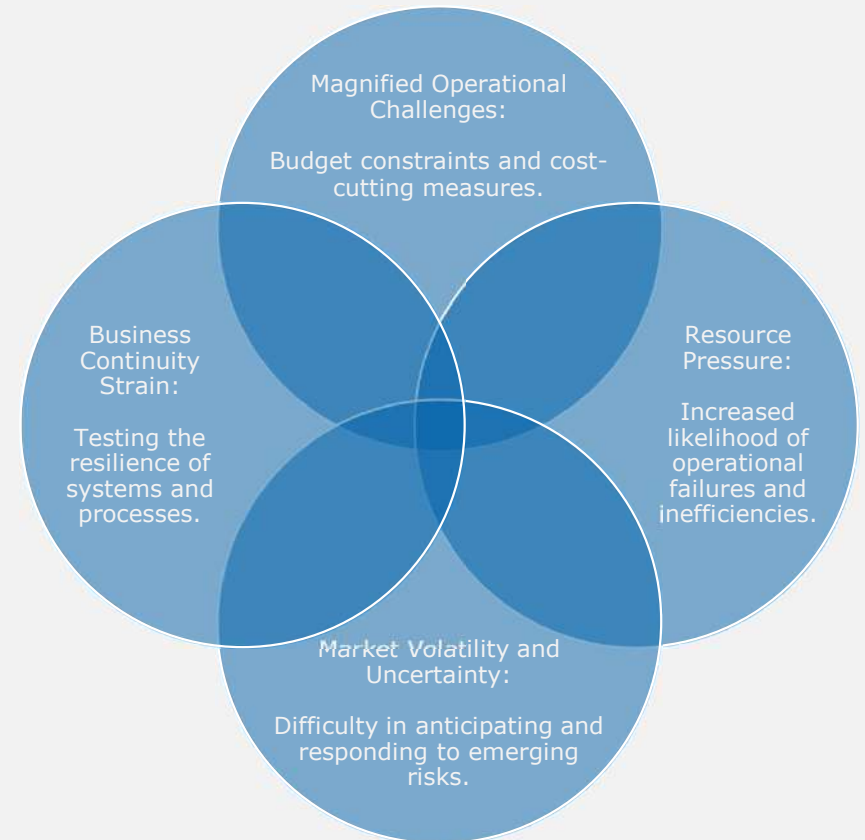 Magnified Operational
Challenges:
Budget constraints and cost-
cutting measures.
Business
Continuity
Strain:
Testing the
resilience of
systems and
processes.
Resource
Pressure:
Increased
likelihood of
operational
failures and
inefficiencies.
Market Volatility and
Uncertainty:
Difficulty in anticipating and
responding to emerging
risks.